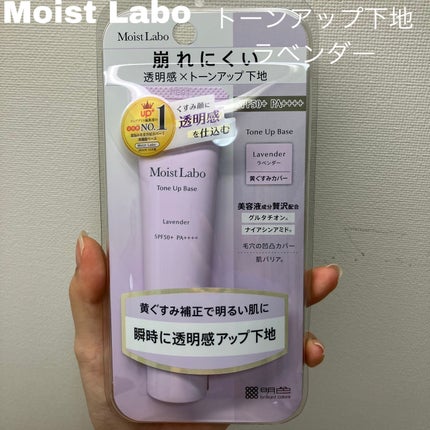 Moist Labo トーンアップ下地
ラベンダー
Moist Labo
崩れにくい
透明感×トーンアップ下地
SPF50+ PA++++
UP
NO.1
くすみ顔に
透明感
を仕込む
Tone Up Base
Lavender
ラベンダー
黄ぐすみカバー
Moist Labo
Tone Up Base
Lavender
SPF50+ PA++++
美容液成分贅沢配合
グルタチオン。
ナイアシンアミド。
毛穴の凹凸カバー
肌バリア。
黄ぐすみ補正で明るい肌に
瞬時に透明感アップ下地
明色
brilliant colors